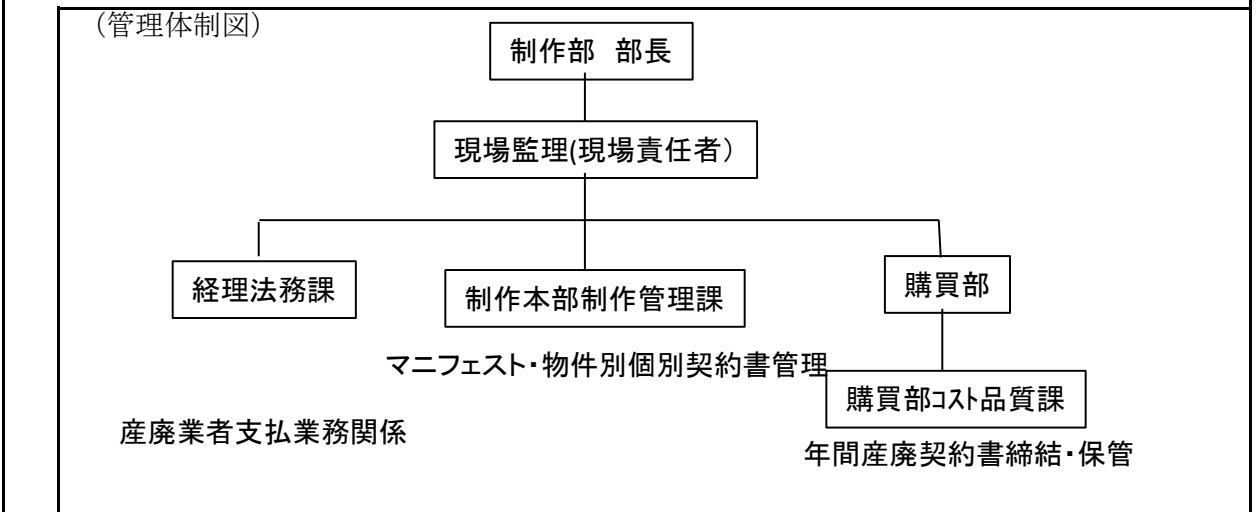 （管理体制図）
制作部　部長
現場監理(現場責任者）
経理法務課
制作本部制作管理課
購買部
マニフェスト・物件別個別契約書管理
購買部ｺｽﾄ品質課
産廃業者支払業務関係
年間産廃契約書締結・保管